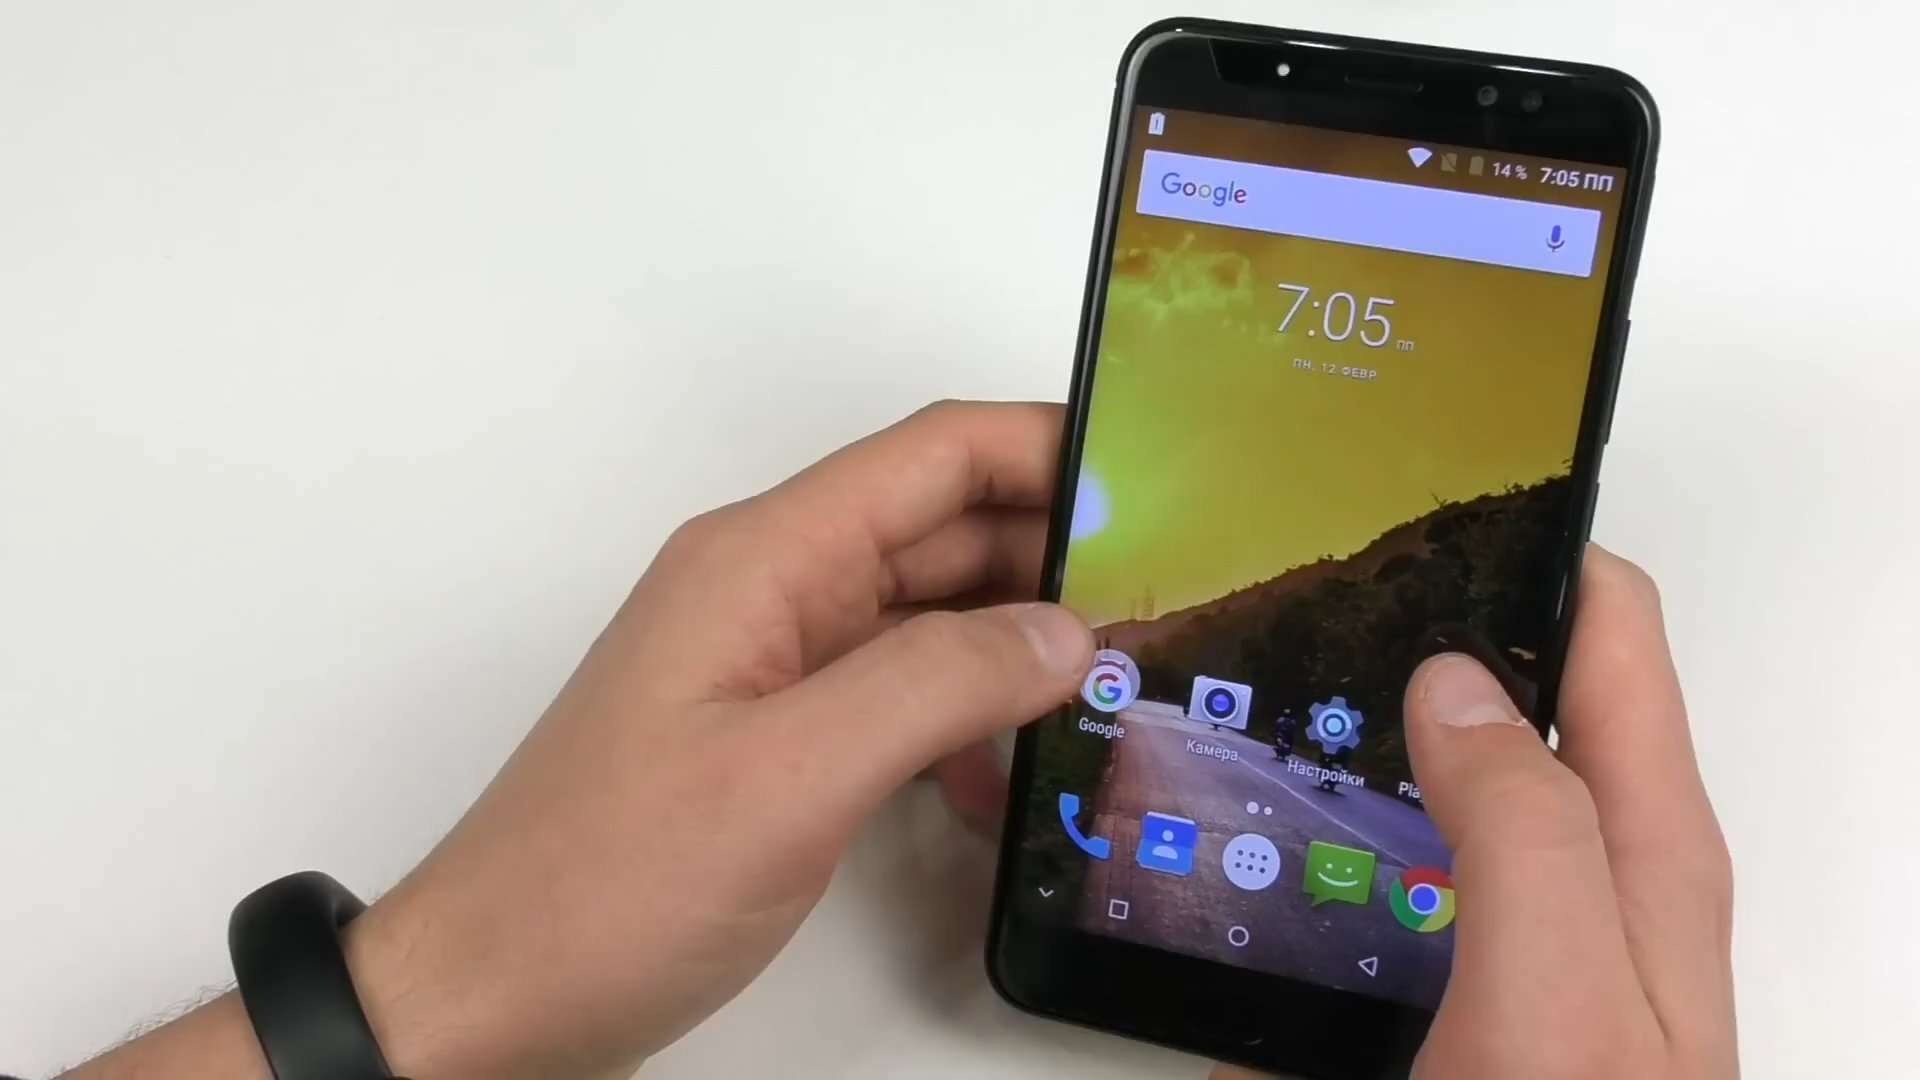 14 % 7:05 ПП
Google
7:05 ПП
ПН, 12 ФЕВР
Google
Камера
Настройки